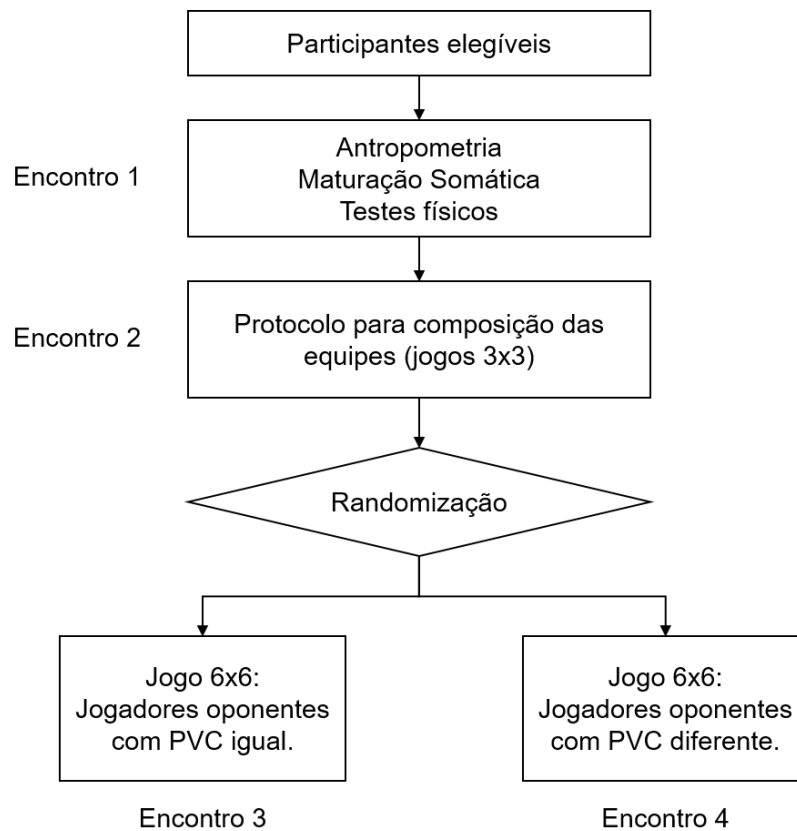 Participantes elegíveis
Encontro 1
Antropometria
Maturação Somática
Testes físicos
Encontro 2
Protocolo para composição das
equipes (jogos 3x3)
Randomização
Jogo 6x6:
Jogadores oponentes
com PVC igual.
Jogo 6x6:
Jogadores oponentes
com PVC diferente.
Encontro 3
Encontro 4